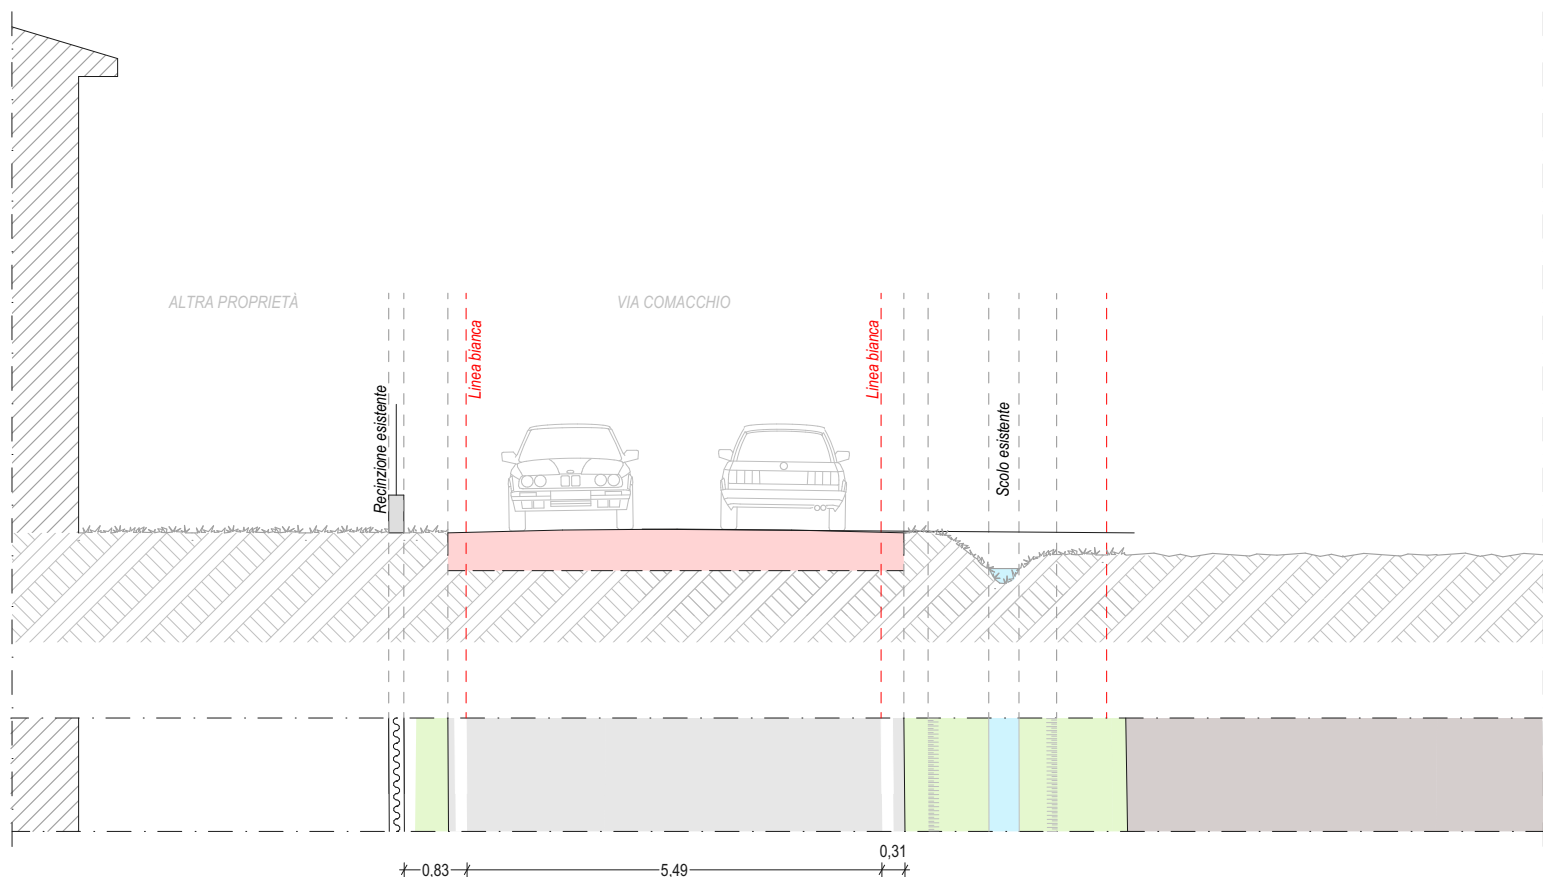 ALTRA PROPRIETÀ
VIA COMACCHIO
Recinzione esistente
Linea bianca
Linea bianca
Scolo esistente
0,83
5,49
0,31